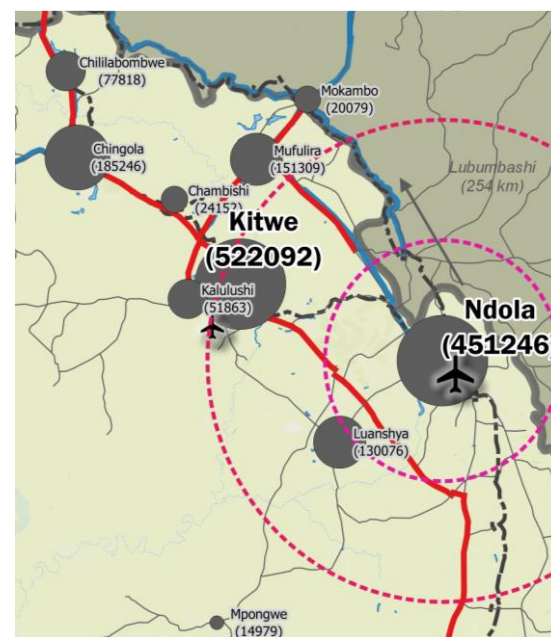 Chililabombwe
(77818)
Mokambo
(20079)
Chingola
(185246)
Mufulira
(151309)
Lubumbashi
(254 km)
Chambishi
(24152)
Kitwe
(522092)
Kalulushi
(51863)
Ndola
(451246)
Luanshya
(130076)
Mpongwe
(14979)